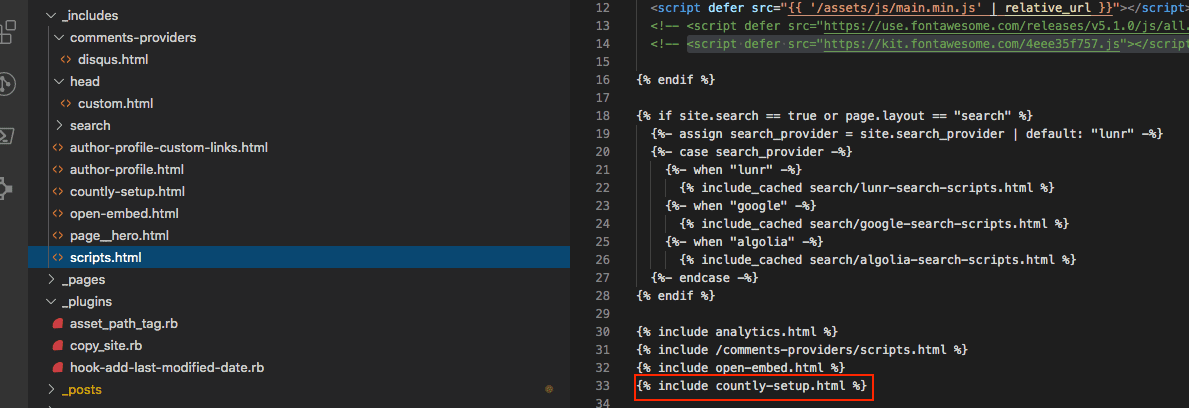 _includes
comments-providers
disqus.html
head
custom.html
search
author-profile-custom-links.html
author-profile.html
countly-setup.html
open-embed.html
page__hero.html
scripts.html
_pages
_plugins
asset_path_tag.rb
copy_site.rb
hook-add-last-modified-date.rb
_posts
12 <script defer src="{{ '/assets/js/main.min.js' | relative_url }}"></script>
13 <!-- <script defer src="https://use.fontawesome.com/releases/v5.1.0/js/all.
14 <!-- <script defer src="https://kit.fontawesome.com/4eee35f757.js"></script
15
16 {% endif %}
17
18 {% if site.search == true or page.layout == "search" %}
19 {%- assign search_provider = site.search_provider | default: "lunr" -%}
20 {%- case search_provider -%}
21 {%- when "lunr" -%}
22 {% include_cached search/lunr-search-scripts.html %}
23 {%- when "google" -%}
24 {% include_cached search/google-search-scripts.html %}
25 {%- when "algolia" -%}
26 {% include_cached search/algolia-search-scripts.html %}
27 {%- endcase -%}
28 {% endif %}
29
30 {% include analytics.html %}
31 {% include /comments-providers/scripts.html %}
32 {% include open-embed.html %}
33 {% include countly-setup.html %}
34